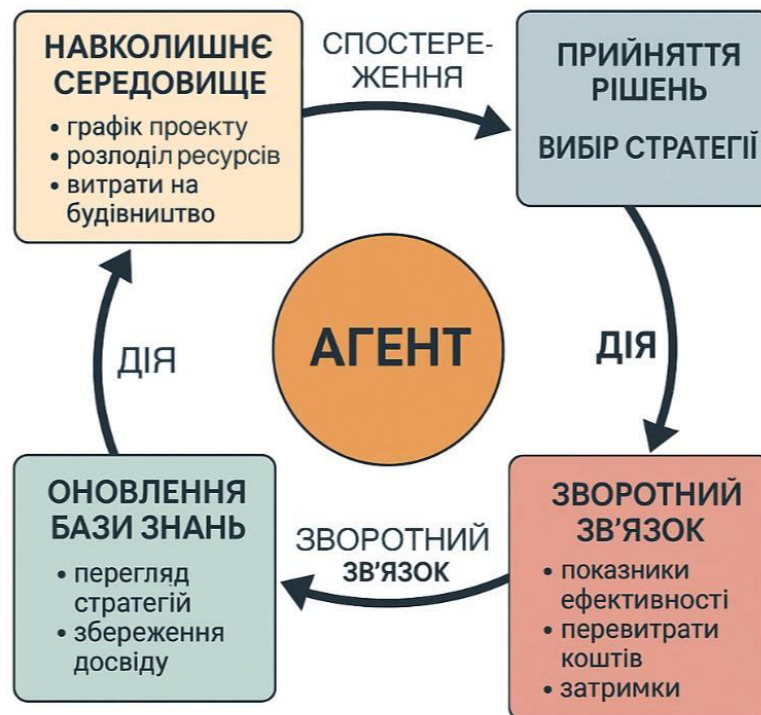 НАВКОЛИШНЄ
СЕРЕДОВИЩЕ
• графік проекту
• розлоділ ресурсів
• витрати на
будівництво
СПОСТЕРЕ-
ЖЕННЯ
ПРИЙНЯТТЯ
РІШЕНЬ
ВИБІР СТРАТЕГІЇ
ДІЯ
АГЕНТ
ДІЯ
ОНОВЛЕННЯ
БАЗИ ЗНАНЬ
• перегляд
стратегій
• збереження
досвіду
ЗВОРОТНИЙ
ЗВ'ЯЗОК
ЗВОРОТНИЙ
ЗВ'ЯЗОК
• показники
ефективності
• перевитрати
коштів
• затримки